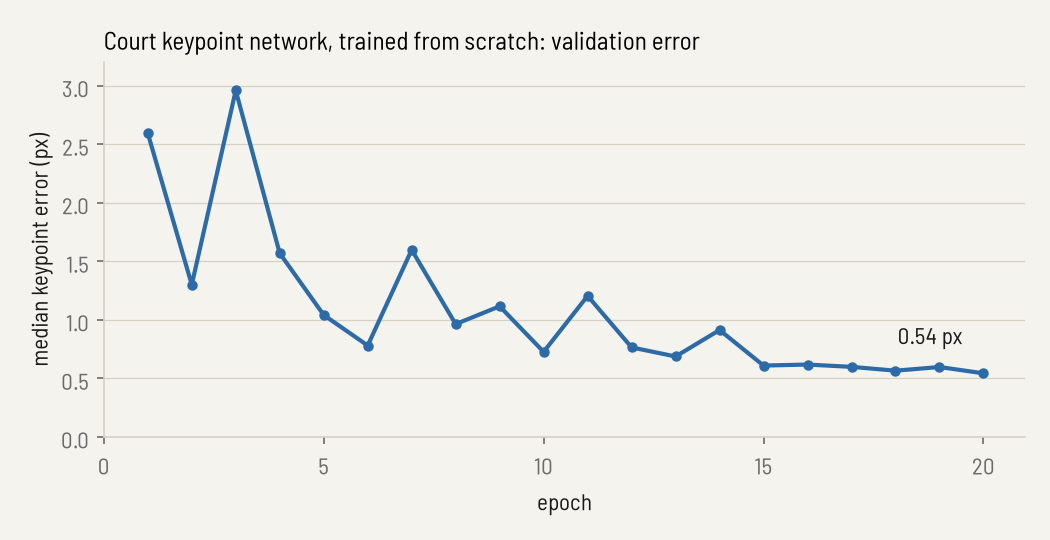 Court keypoint network, trained from scratch: validation error
median keypoint error (px)
3.0
2.5
2.0
1.5
1.0
0.5
0.0
0.54 px
0 5 10 15 20
epoch